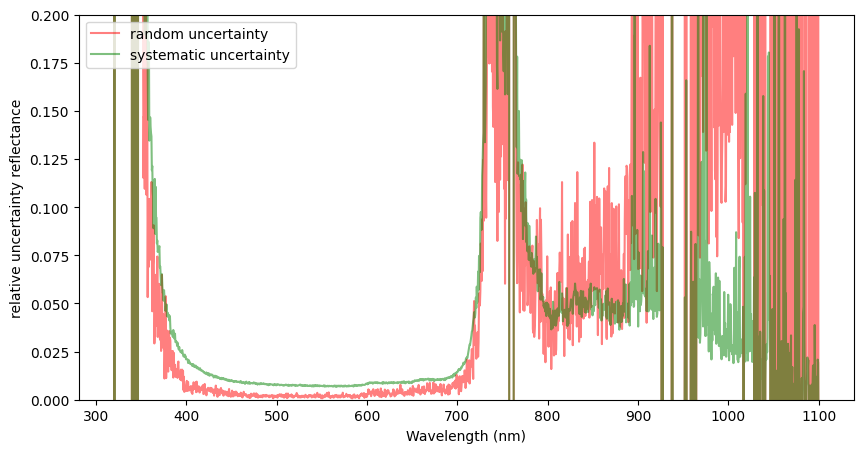 random uncertainty
systematic uncertainty
relative uncertainty reflectance
0.200
0.175
0.150
0.125
0.100
0.075
0.050
0.025
0.000
300 400 500 600 700 800 900 1000 1100
Wavelength (nm)